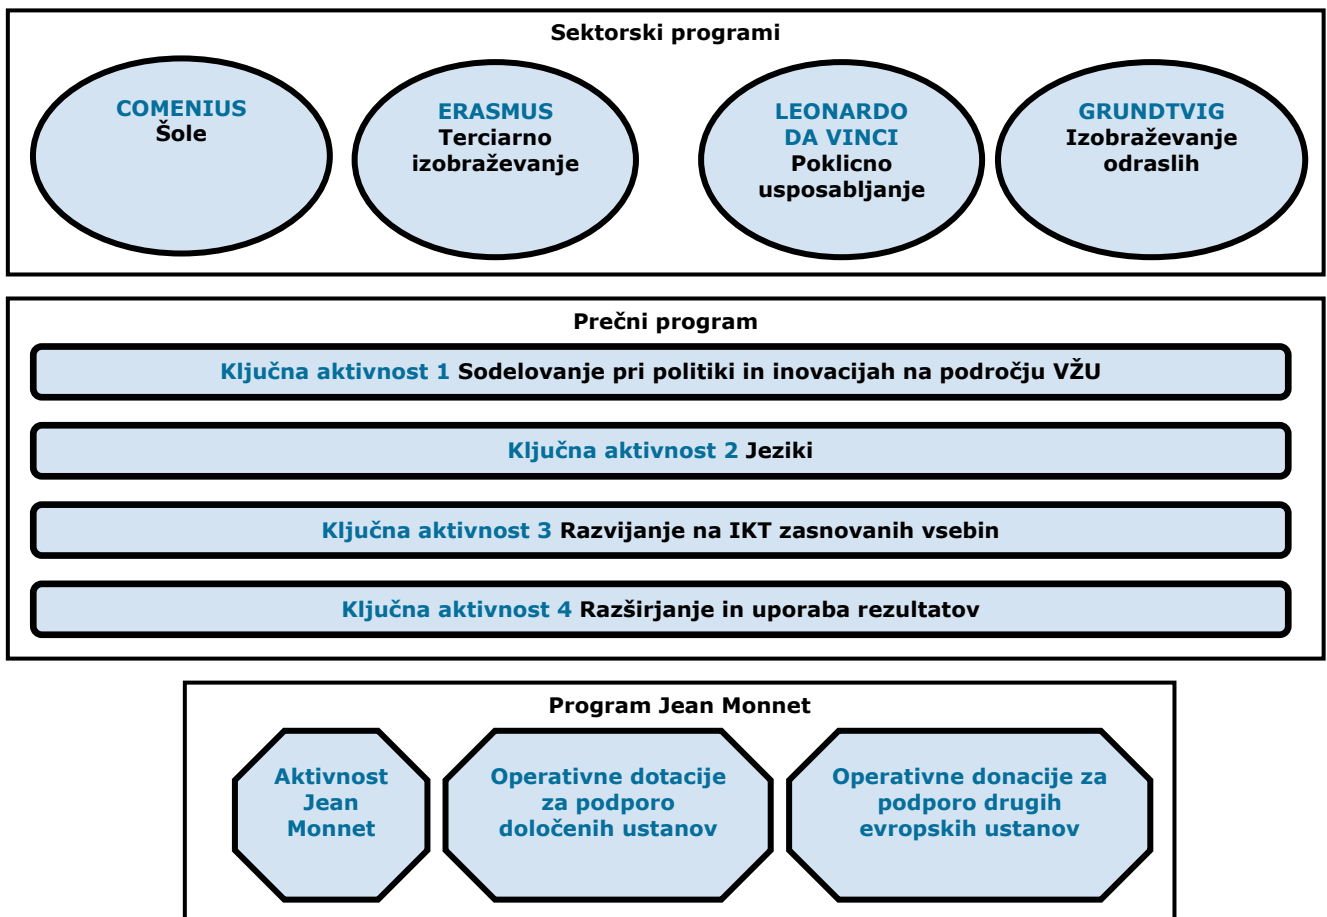 Sektorski programi
COMENIUS
Šole
ERASMUS
Terciarno
izobraževanje
LEONARDO
DA VINCI
Poklicno
usposabljanje
GRUNDTVIG
Izobraževanje
odraslih
Prečni program
Ključna aktivnost 1 Sodelovanje pri politiki in inovacijah na področju VŽU
Ključna aktivnost 2 Jeziki
Ključna aktivnost 3 Razvijanje na IKT zasnovanih vsebin
Ključna aktivnost 4 Razširjanje in uporaba rezultatov
Program Jean Monnet
Aktivnost
Jean
Monnet
Operativne dotacije
za podporo
določenih ustanov
Operativne donacije za
podporo drugih
evropskih ustanov